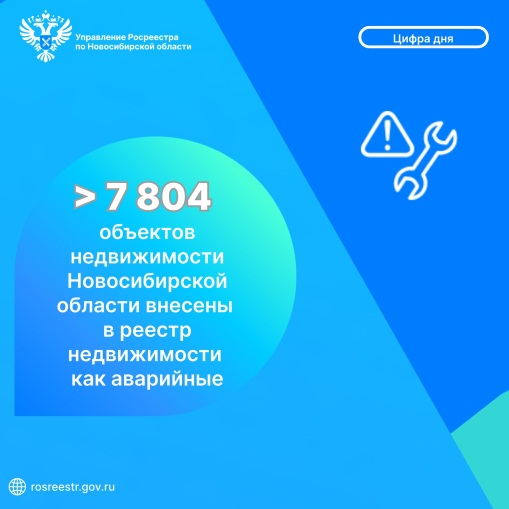 Управление Росреестра
по Новосибирской области
Цифра дня
> 7 804
объектов
недвижимости
Новосибирской
области внесены
в реестр
недвижимости
как аварийные
rosreestr.gov.ru